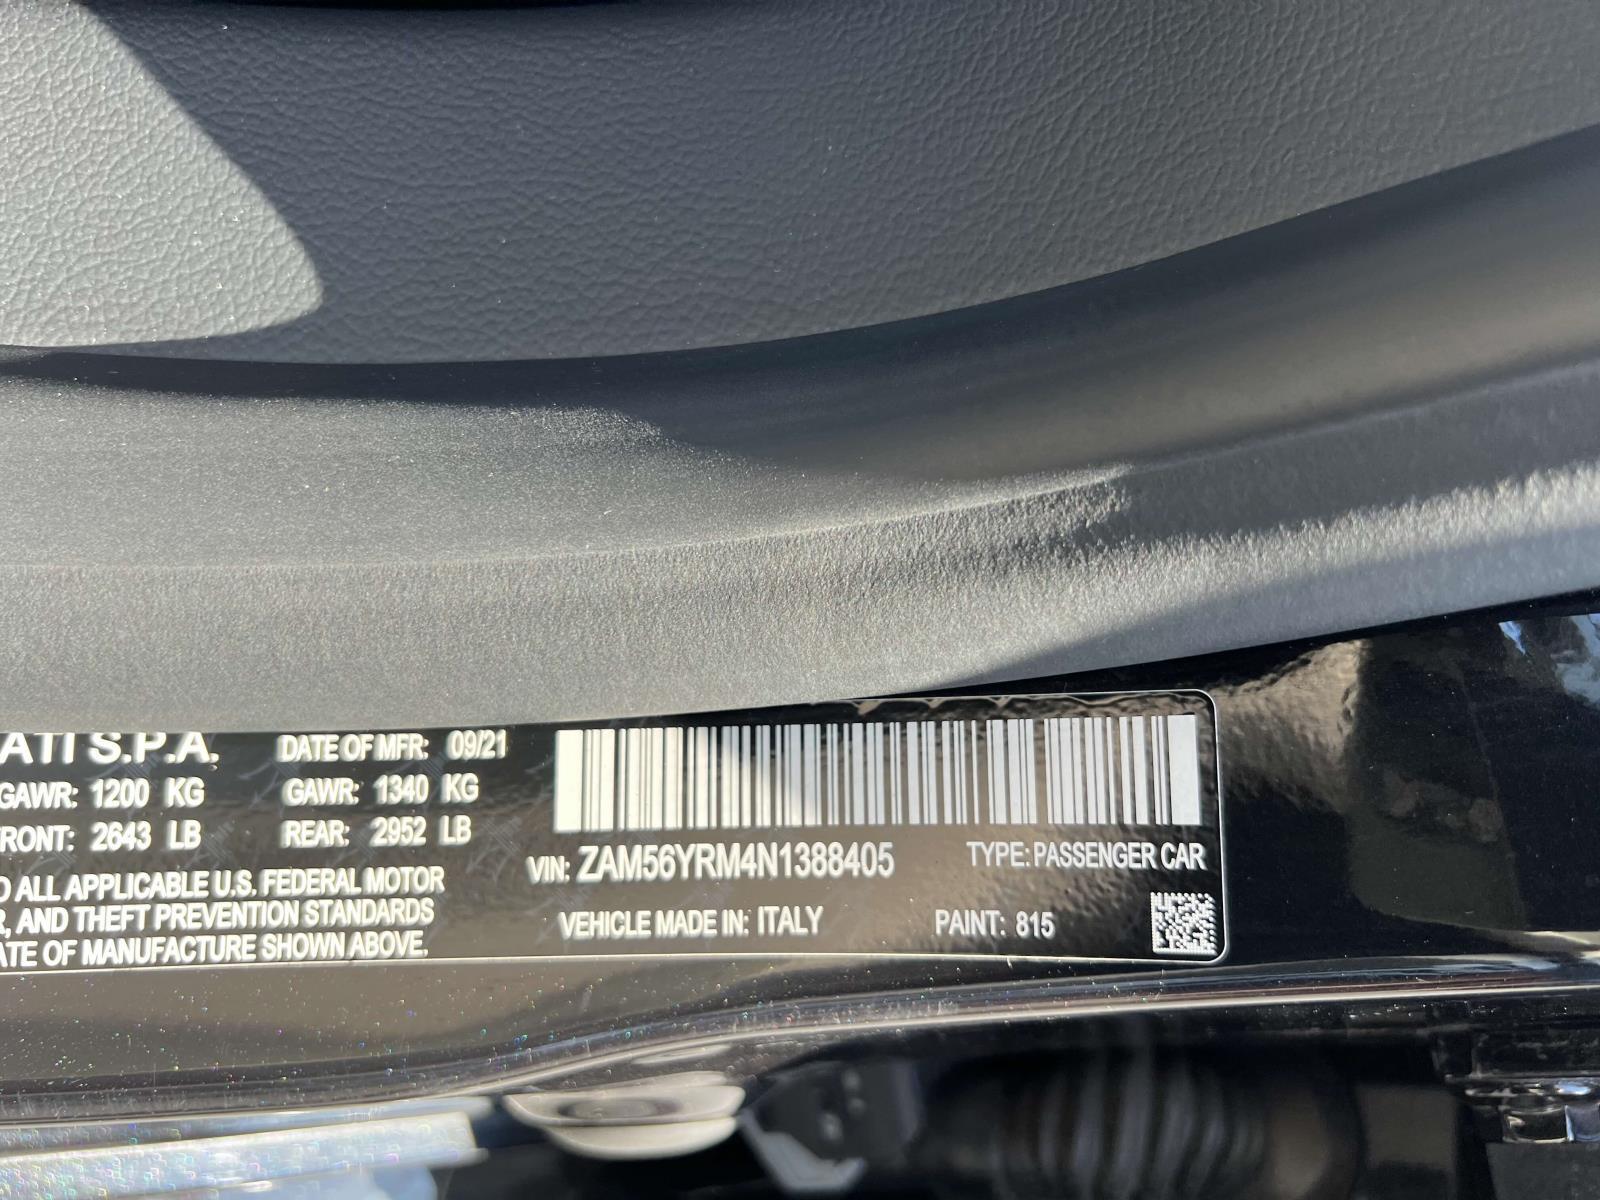 ATI S.P.A. DATE OF MFR: 09/21
GAWR: 1200 KG GAWR: 1340 KG
FRONT: 2643 LB REAR: 2952 LB
O ALL APPLICABLE U.S. FEDERAL MOTOR
R, AND THEFT PREVENTION STANDARDS
ATE OF MANUFACTURE SHOWN ABOVE.
VIN: ZAM56YRM4N1388405 TYPE: PASSENGER CAR
VEHICLE MADE IN: ITALY PAINT: 815